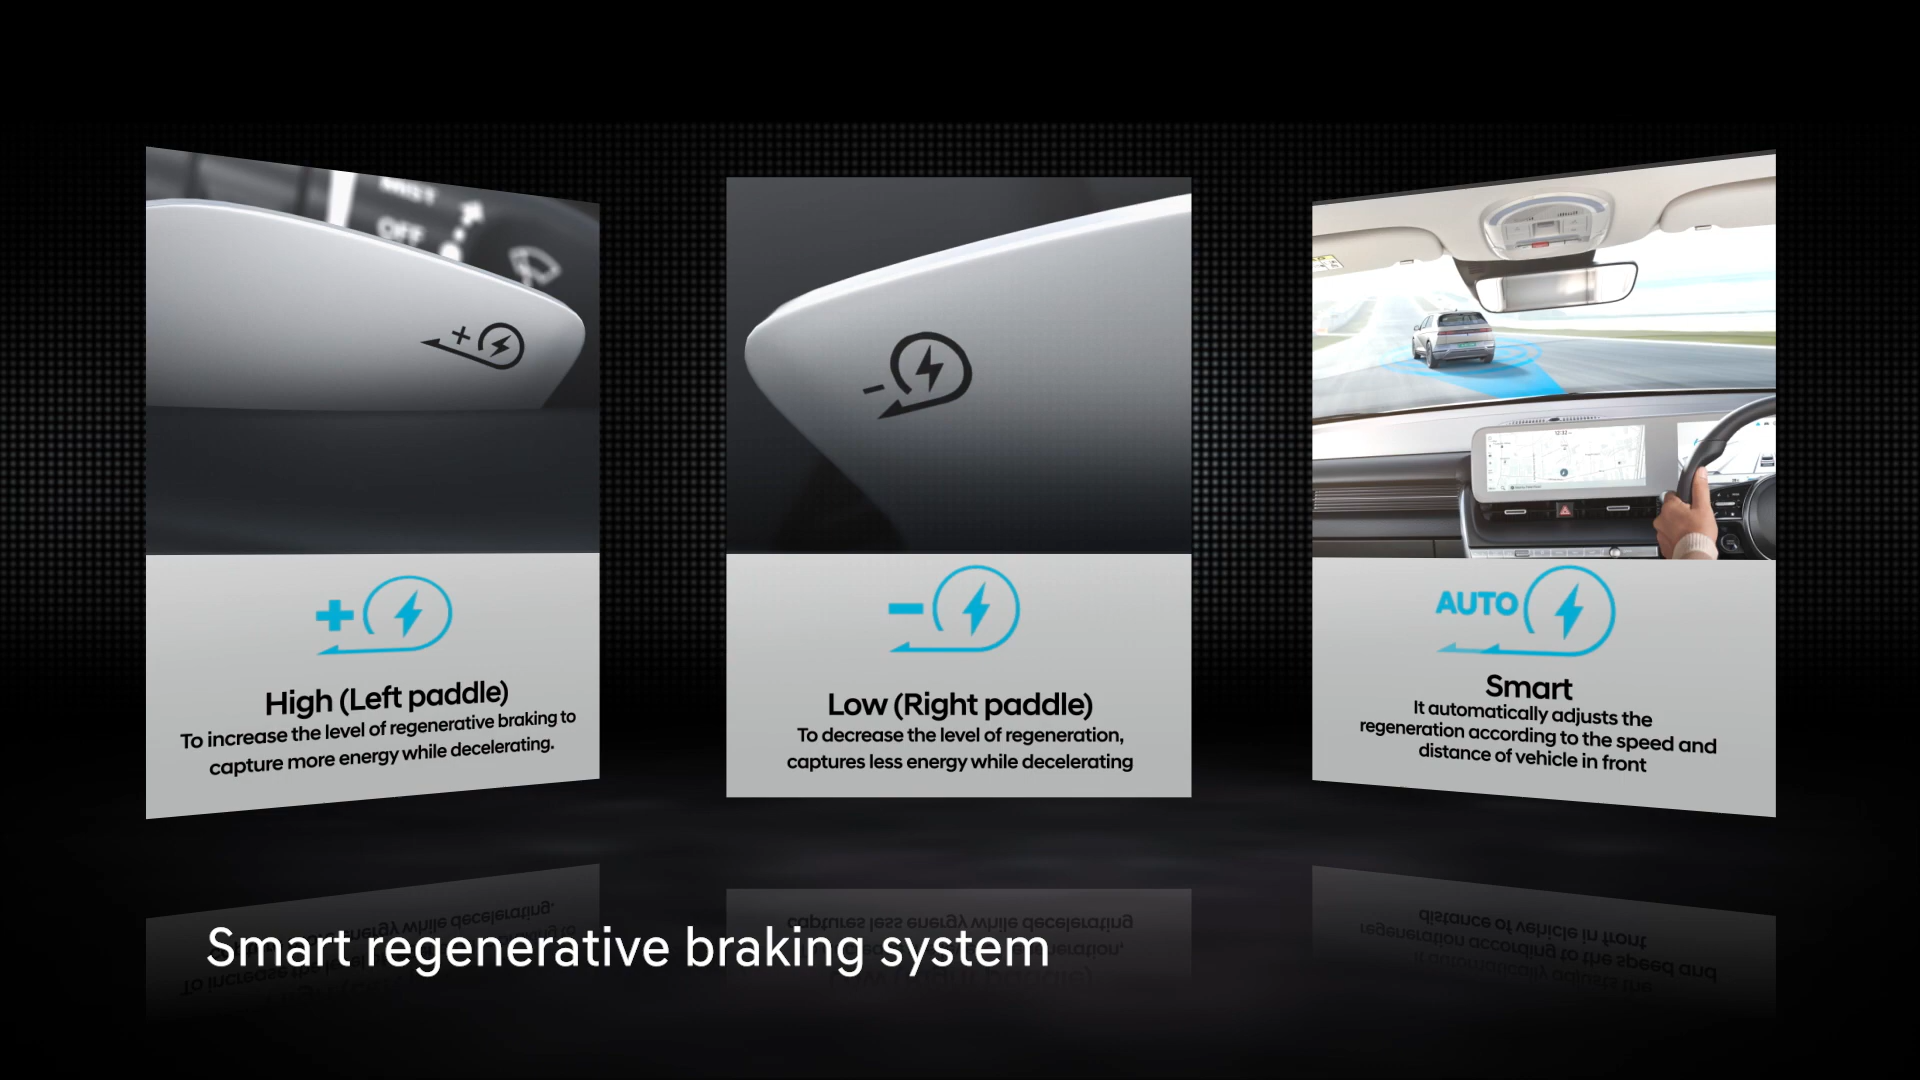 MIST
OFF
High (Left paddle)
To increase the level of regenerative braking to
capture more energy while decelerating.
Low (Right paddle)
To decrease the level of regeneration,
captures less energy while decelerating
AUTO
Smart
It automatically adjusts the
regeneration according to the speed and
distance of vehicle in front
Smart regenerative braking system